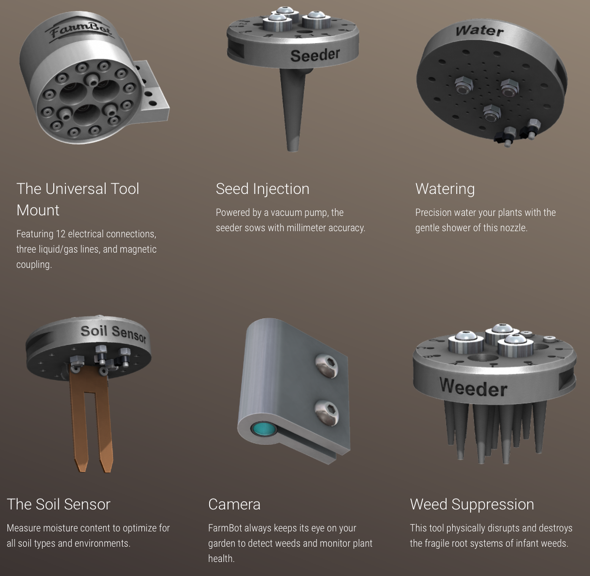 FarmBot
Seeder
Water
The Universal Tool
Mount
Featuring 12 electrical connections,
three liquid/gas lines, and magnetic
coupling.
Seed Injection
Powered by a vacuum pump, the
seeder sows with millimeter accuracy.
Watering
Precision water your plants with the
gentle shower of this nozzle.
Soil Sensor
Weeder
The Soil Sensor
Measure moisture content to optimize for
all soil types and environments.
Camera
FarmBot always keeps its eye on your
garden to detect weeds and monitor plant
health.
Weed Suppression
This tool physically disrupts and destroys
the fragile root systems of infant weeds.